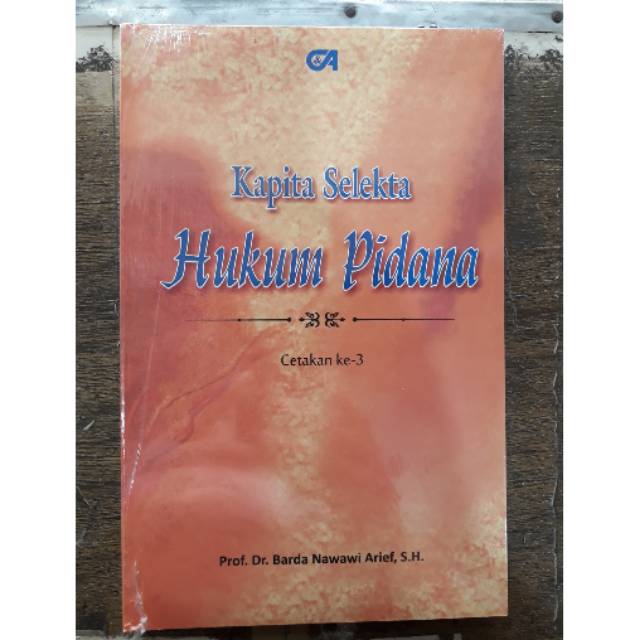 C&A
Kapita Selekta
Hukum Pidana
Cetakan ke-3
Prof. Dr. Barda Nawawi Arief, S.H.